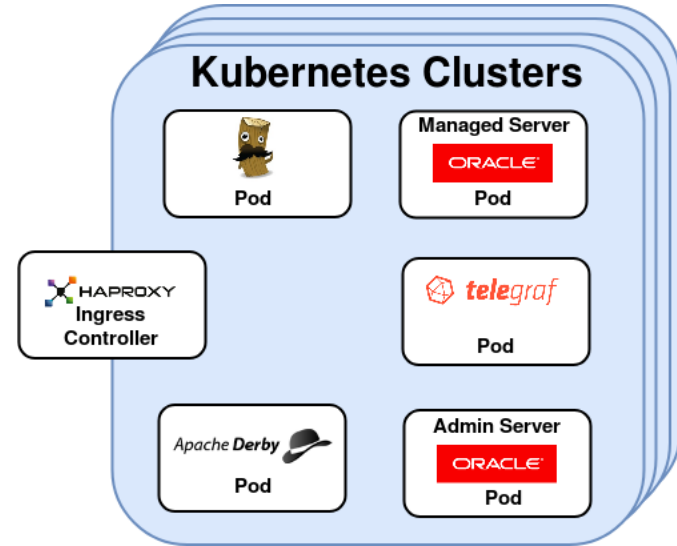 Kubernetes Clusters
Pod
Managed Server
ORACLE
Pod
HAPROXY
Ingress
Controller
telegraf
Pod
Apache Derby
Pod
Admin Server
ORACLE
Pod